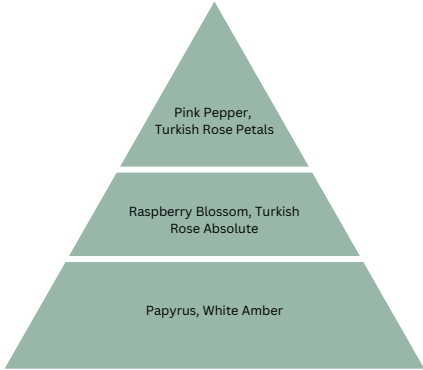 Pink Pepper,
Turkish Rose Petals
Raspberry Blossom, Turkish
Rose Absolute
Papyrus, White Amber